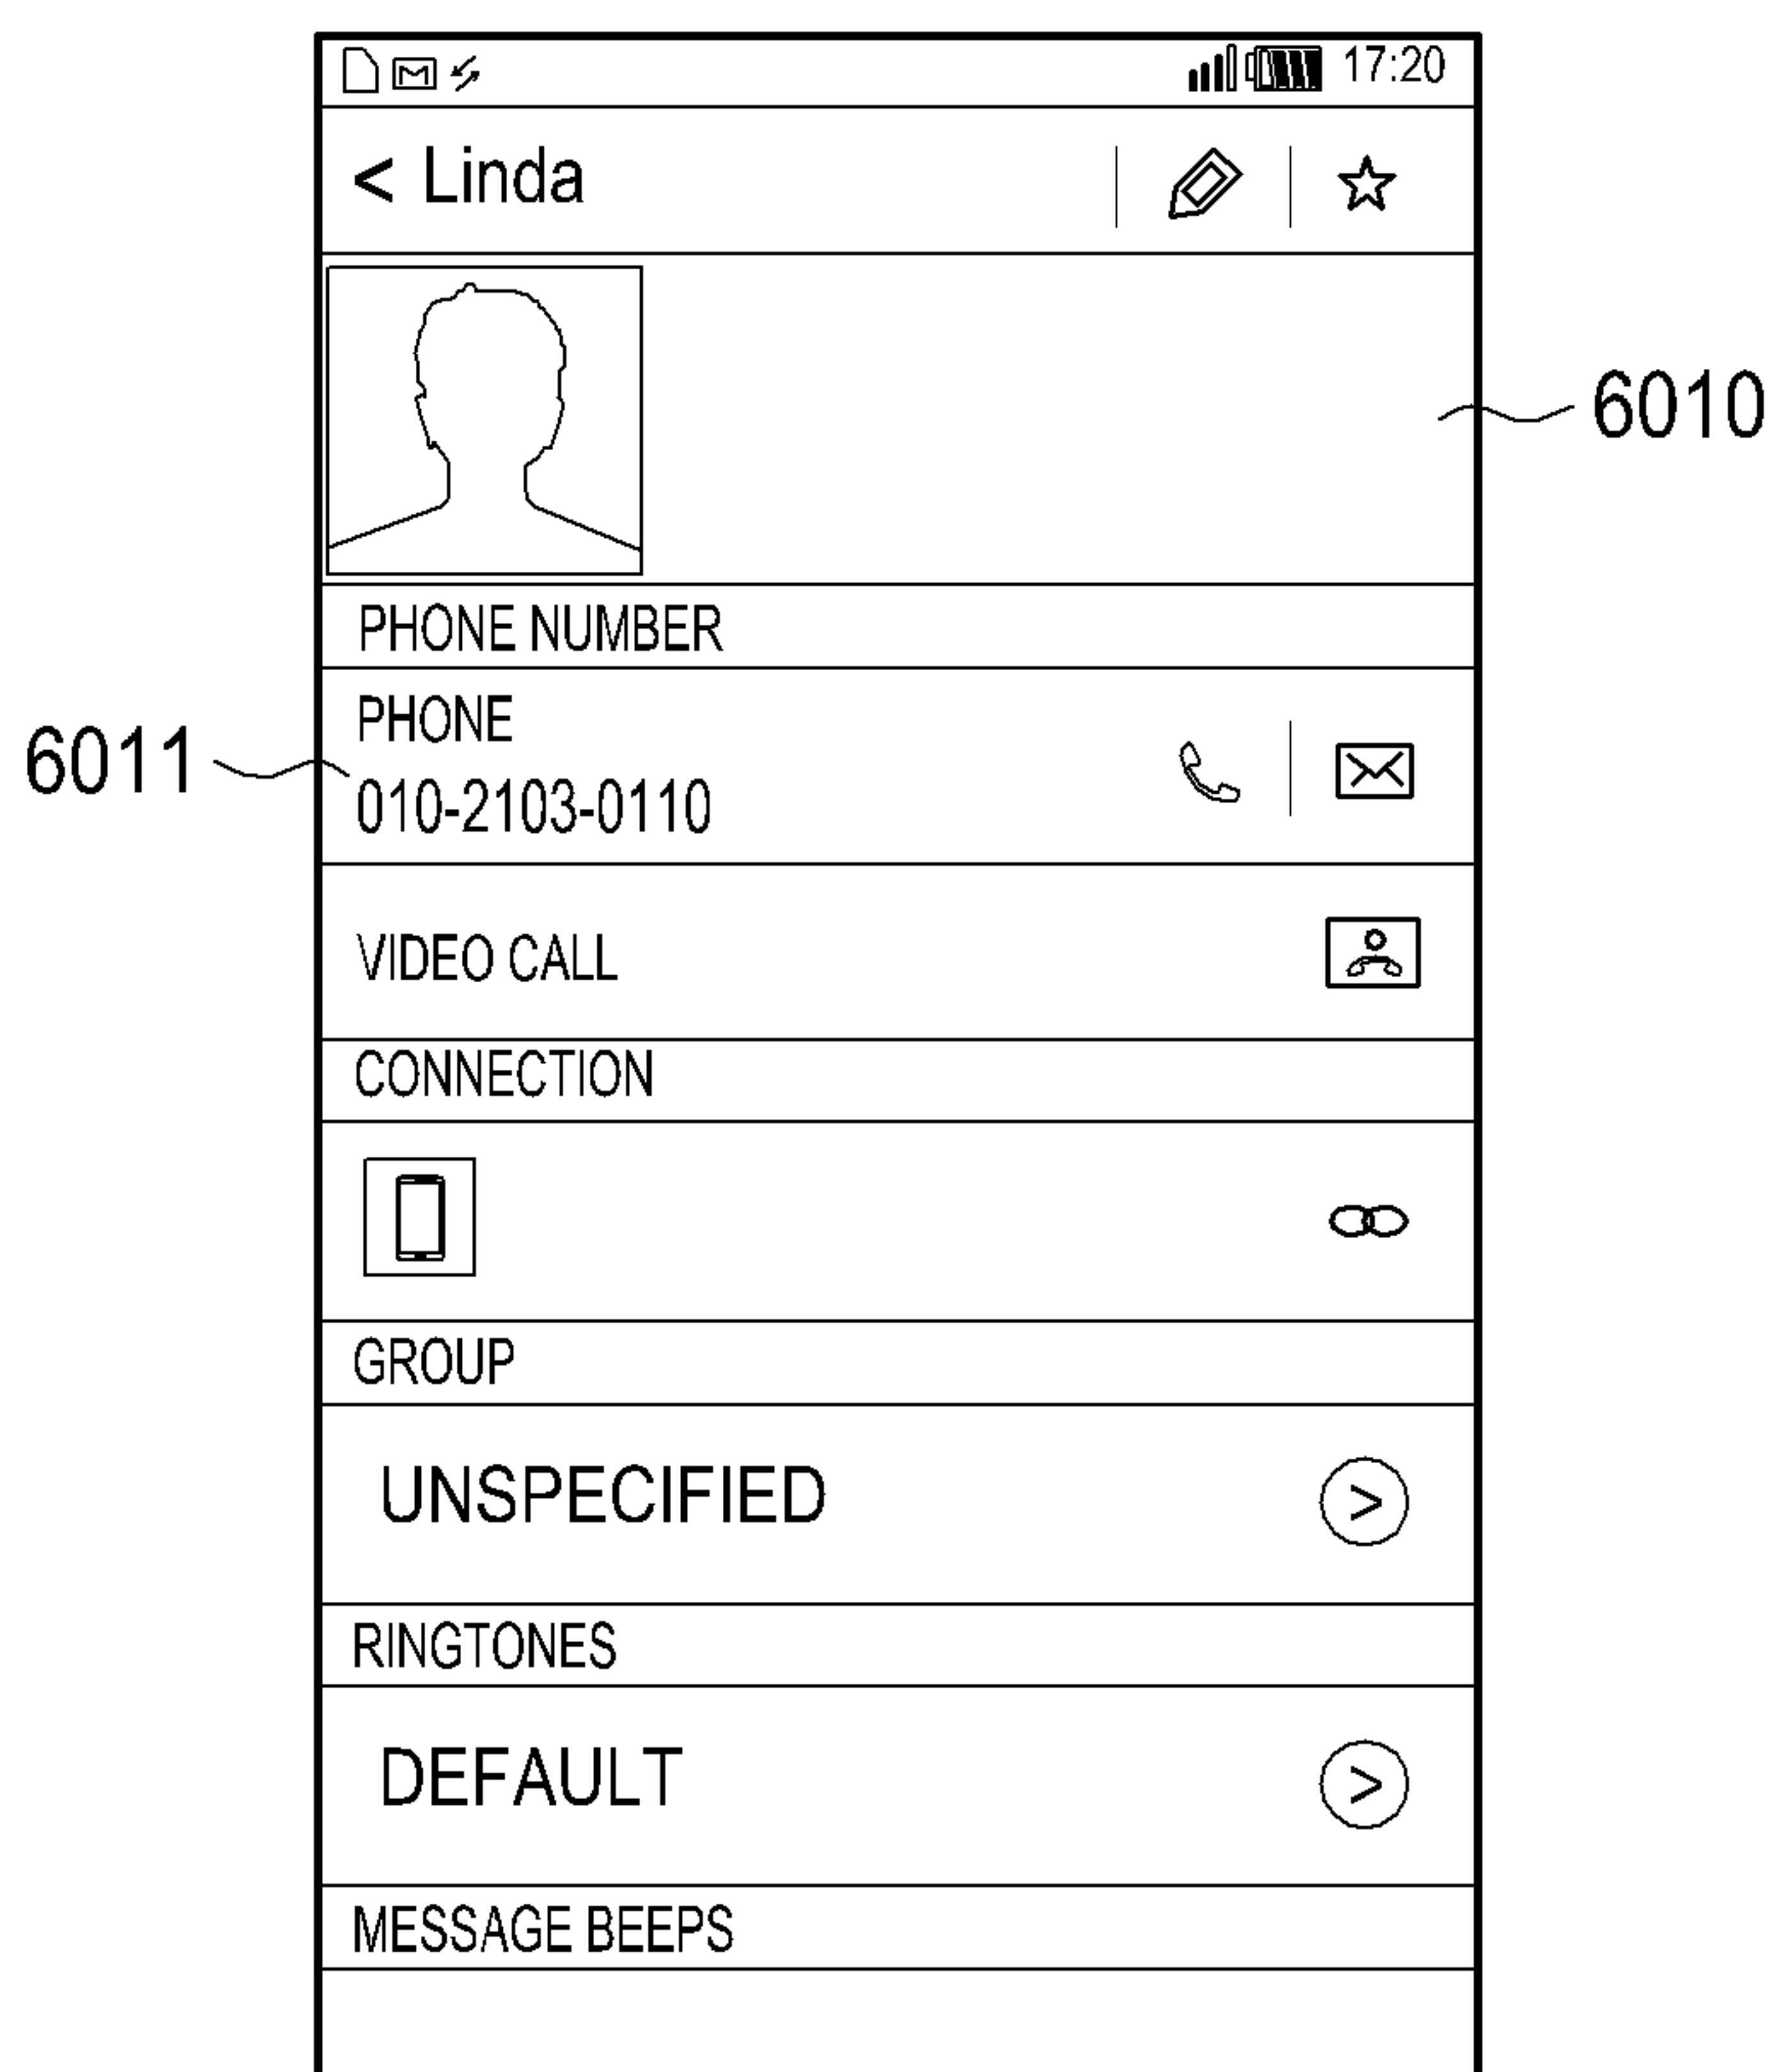 17:20
< Linda
6010
PHONE NUMBER
PHONE
6011
010-2103-0110
VIDEO CALL
CONNECTION
GROUP
UNSPECIFIED
>
RINGTONES
DEFAULT
>
MESSAGE BEEPS